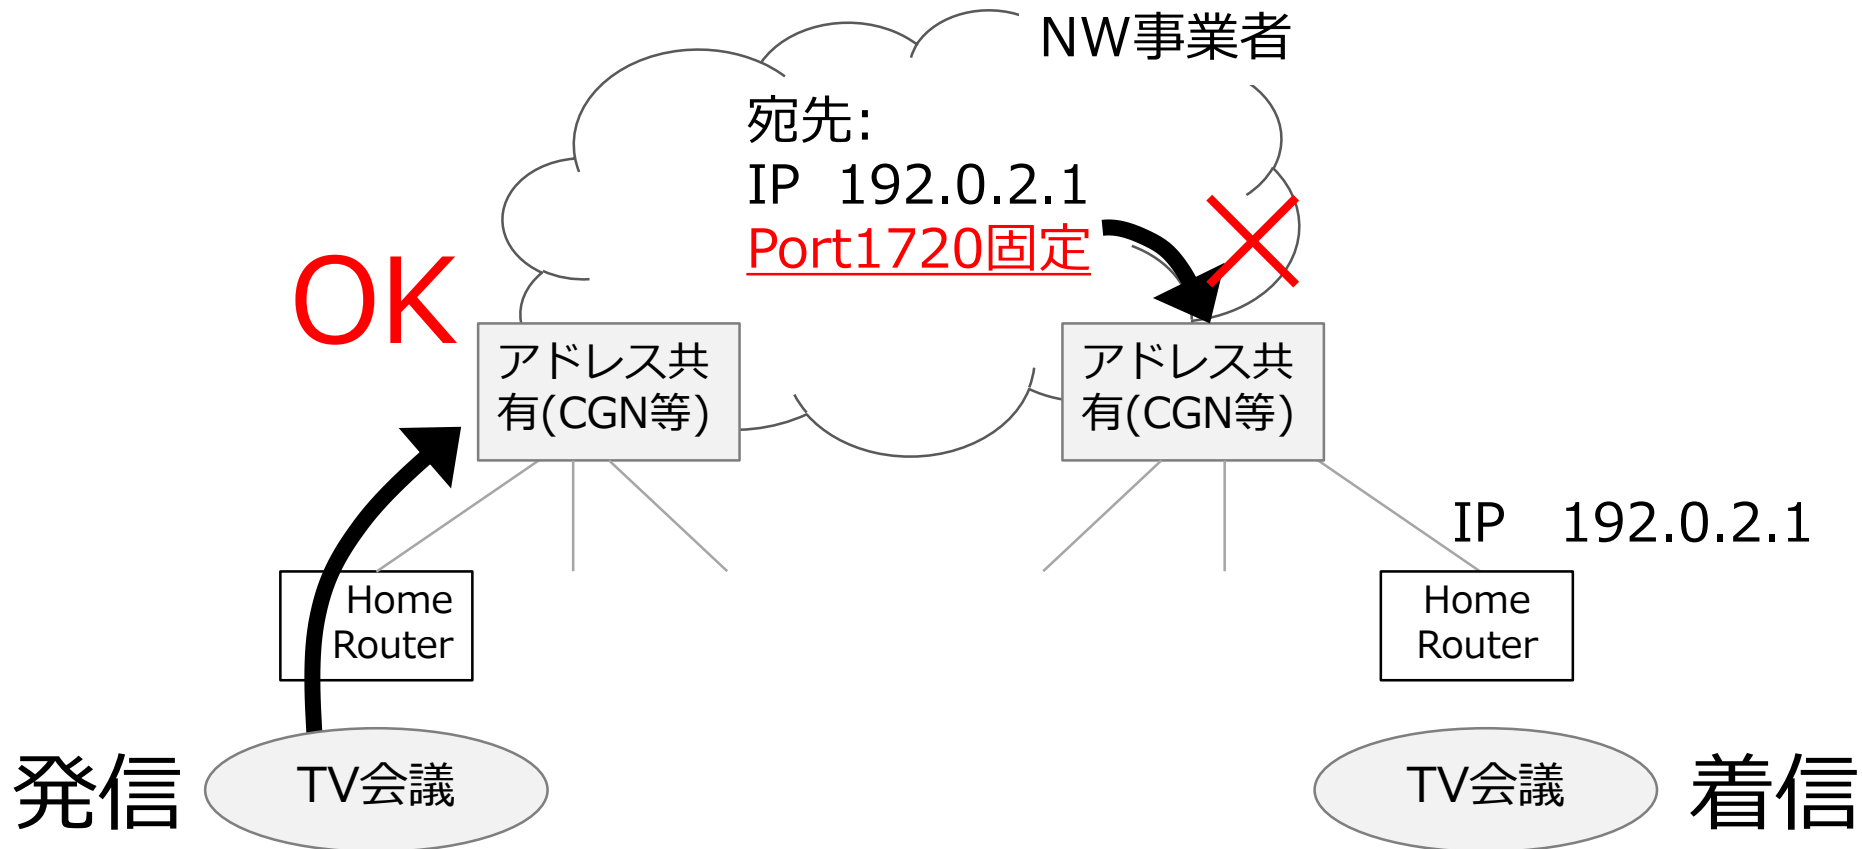 NW事業者
宛先:
IP 192.0.2.1
Port1720固定
OK
アドレス共
有(CGN等)
アドレス共
有(CGN等)
IP 192.0.2.1
Home
Router
Home
Router
発信
TV会議
TV会議
着信